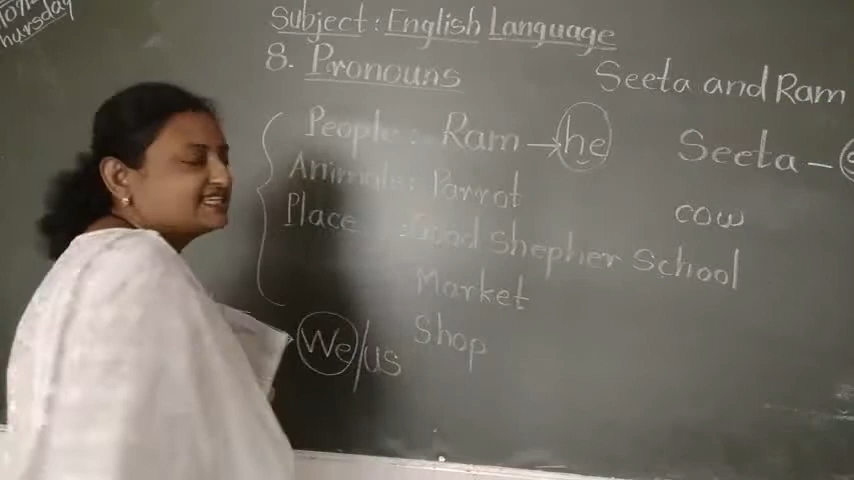 Thursday
Subject : English Language
8. Pronouns
Seeta and Ram
People : Ram → he Seeta –
Animals : Parrot cow
Place : Good Shepher School
Market
Shop
We/us